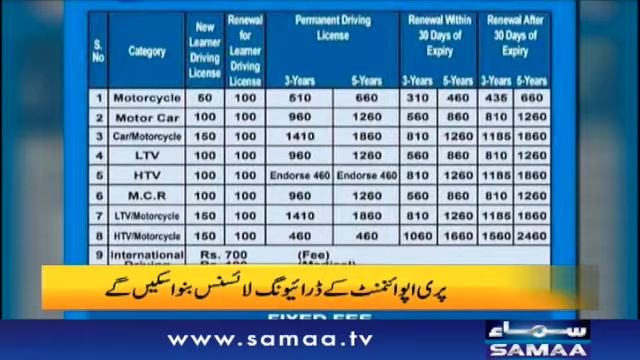 S. No Category New Learner Driving License Renewal for Learner Driving License Permanent Driving License Renewal Within 30 Days of Expiry Renewal After 30 Days of Expiry
3-Years 5-Years 3-Years 5-Years 3-Years 5-Years
1 Motorcycle 50 100 510 660 310 460 435 660
2 Motor Car 100 100 960 1260 560 860 810 1260
3 Car/Motorcycle 150 100 1410 1860 810 1260 1185 1860
4 LTV 100 100 960 1260 560 860 810 1260
5 HTV 100 100 Endorse 460 Endorse 460 810 1260 1185 1860
6 M.C.R 100 100 960 1260 560 860 810 1260
7 LTV/Motorcycle 150 100 1410 1860 810 1260 1185 1860
8 HTV/Motorcycle 150 100 460 460 1060 1660 1560 2460
9 International Rs. 700 (Fee)
پری اپوائنمنٹ کے ڈرائیونگ لائسنس بنوا سکیں گے
FIXED FEE
www.samaa.tv
سماء
SAMAA